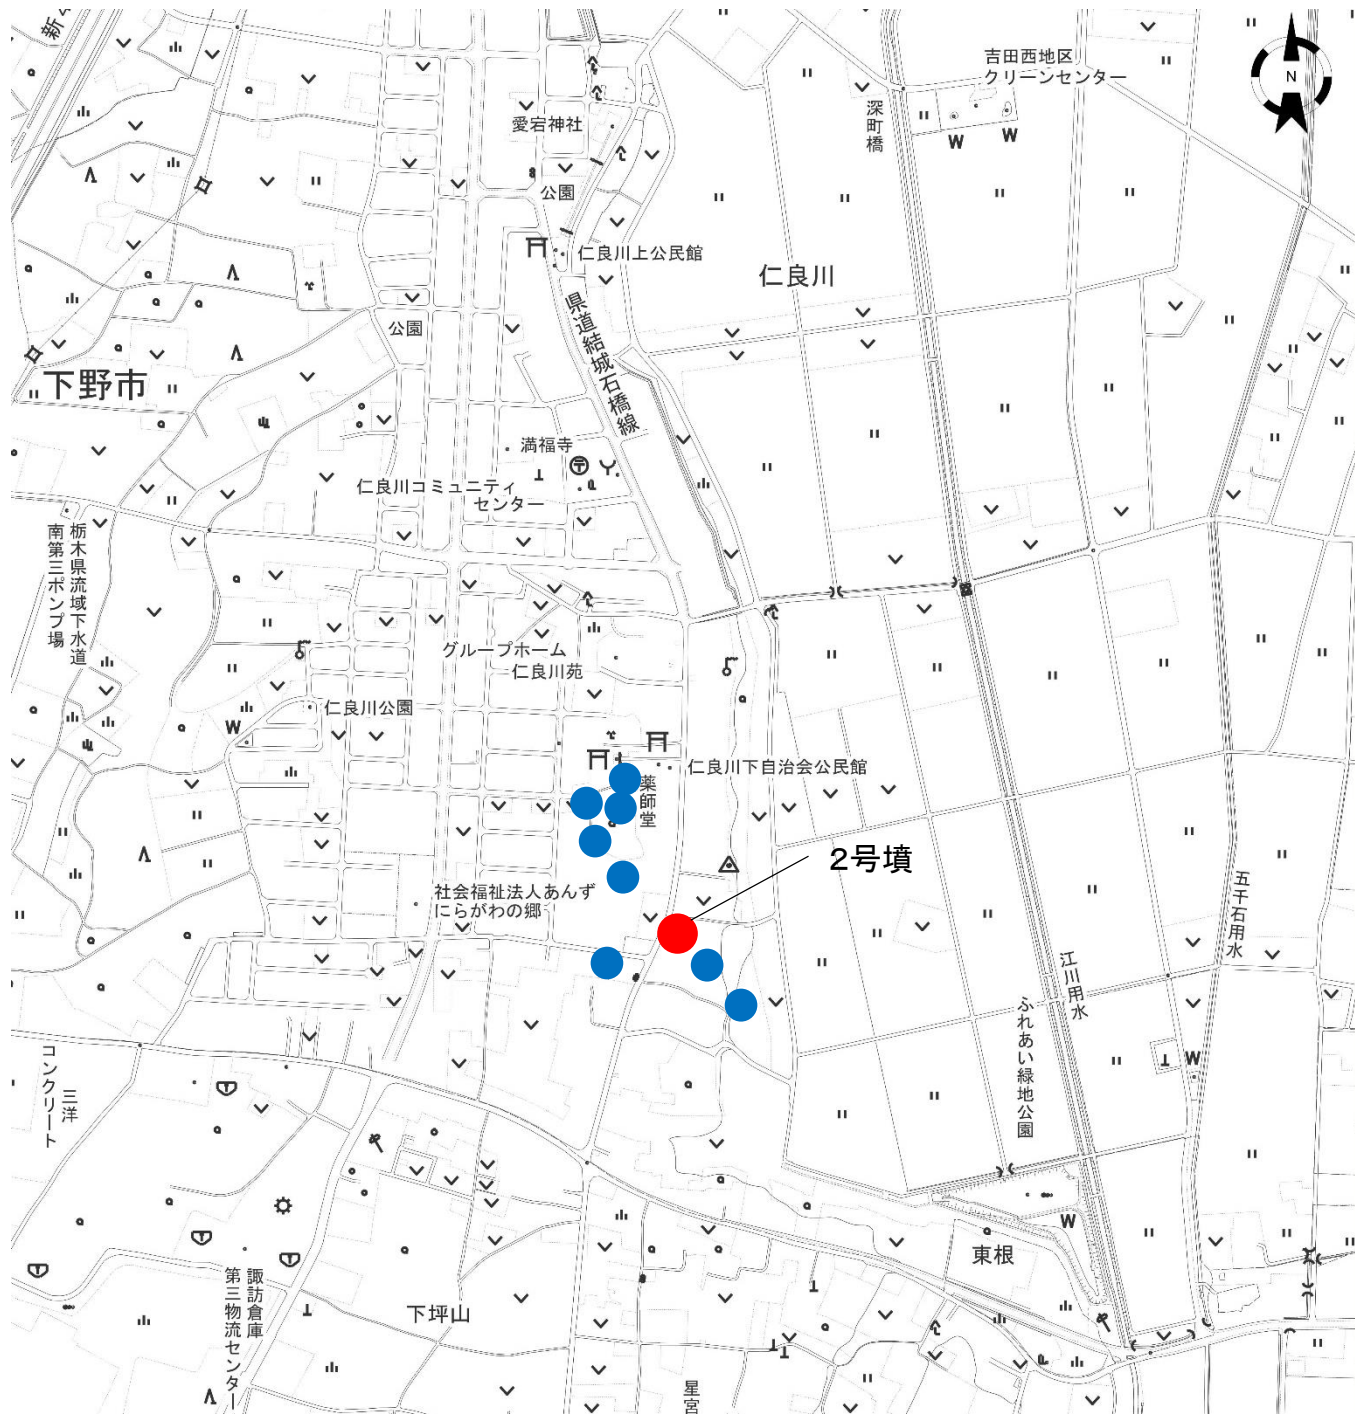 新4
吉田西地区
クリーンセンター
N
深町橋
愛宕神社
公園
仁良川上公民館
仁良川
県道結城石橋線
公園
下野市
満福寺
仁良川コミュニティ
センター
栃木県流域下水道
南第三ポンプ場
グループホーム
仁良川苑
仁良川公園
仁良川下自治会公民館
薬師堂
2号墳
社会福祉法人あんず
にらがわの郷
五千石用水
江川用水
ふれあい緑地公園
三洋
コンクリート
東根
諏訪倉庫
第三物流センター
下坪山
星宮